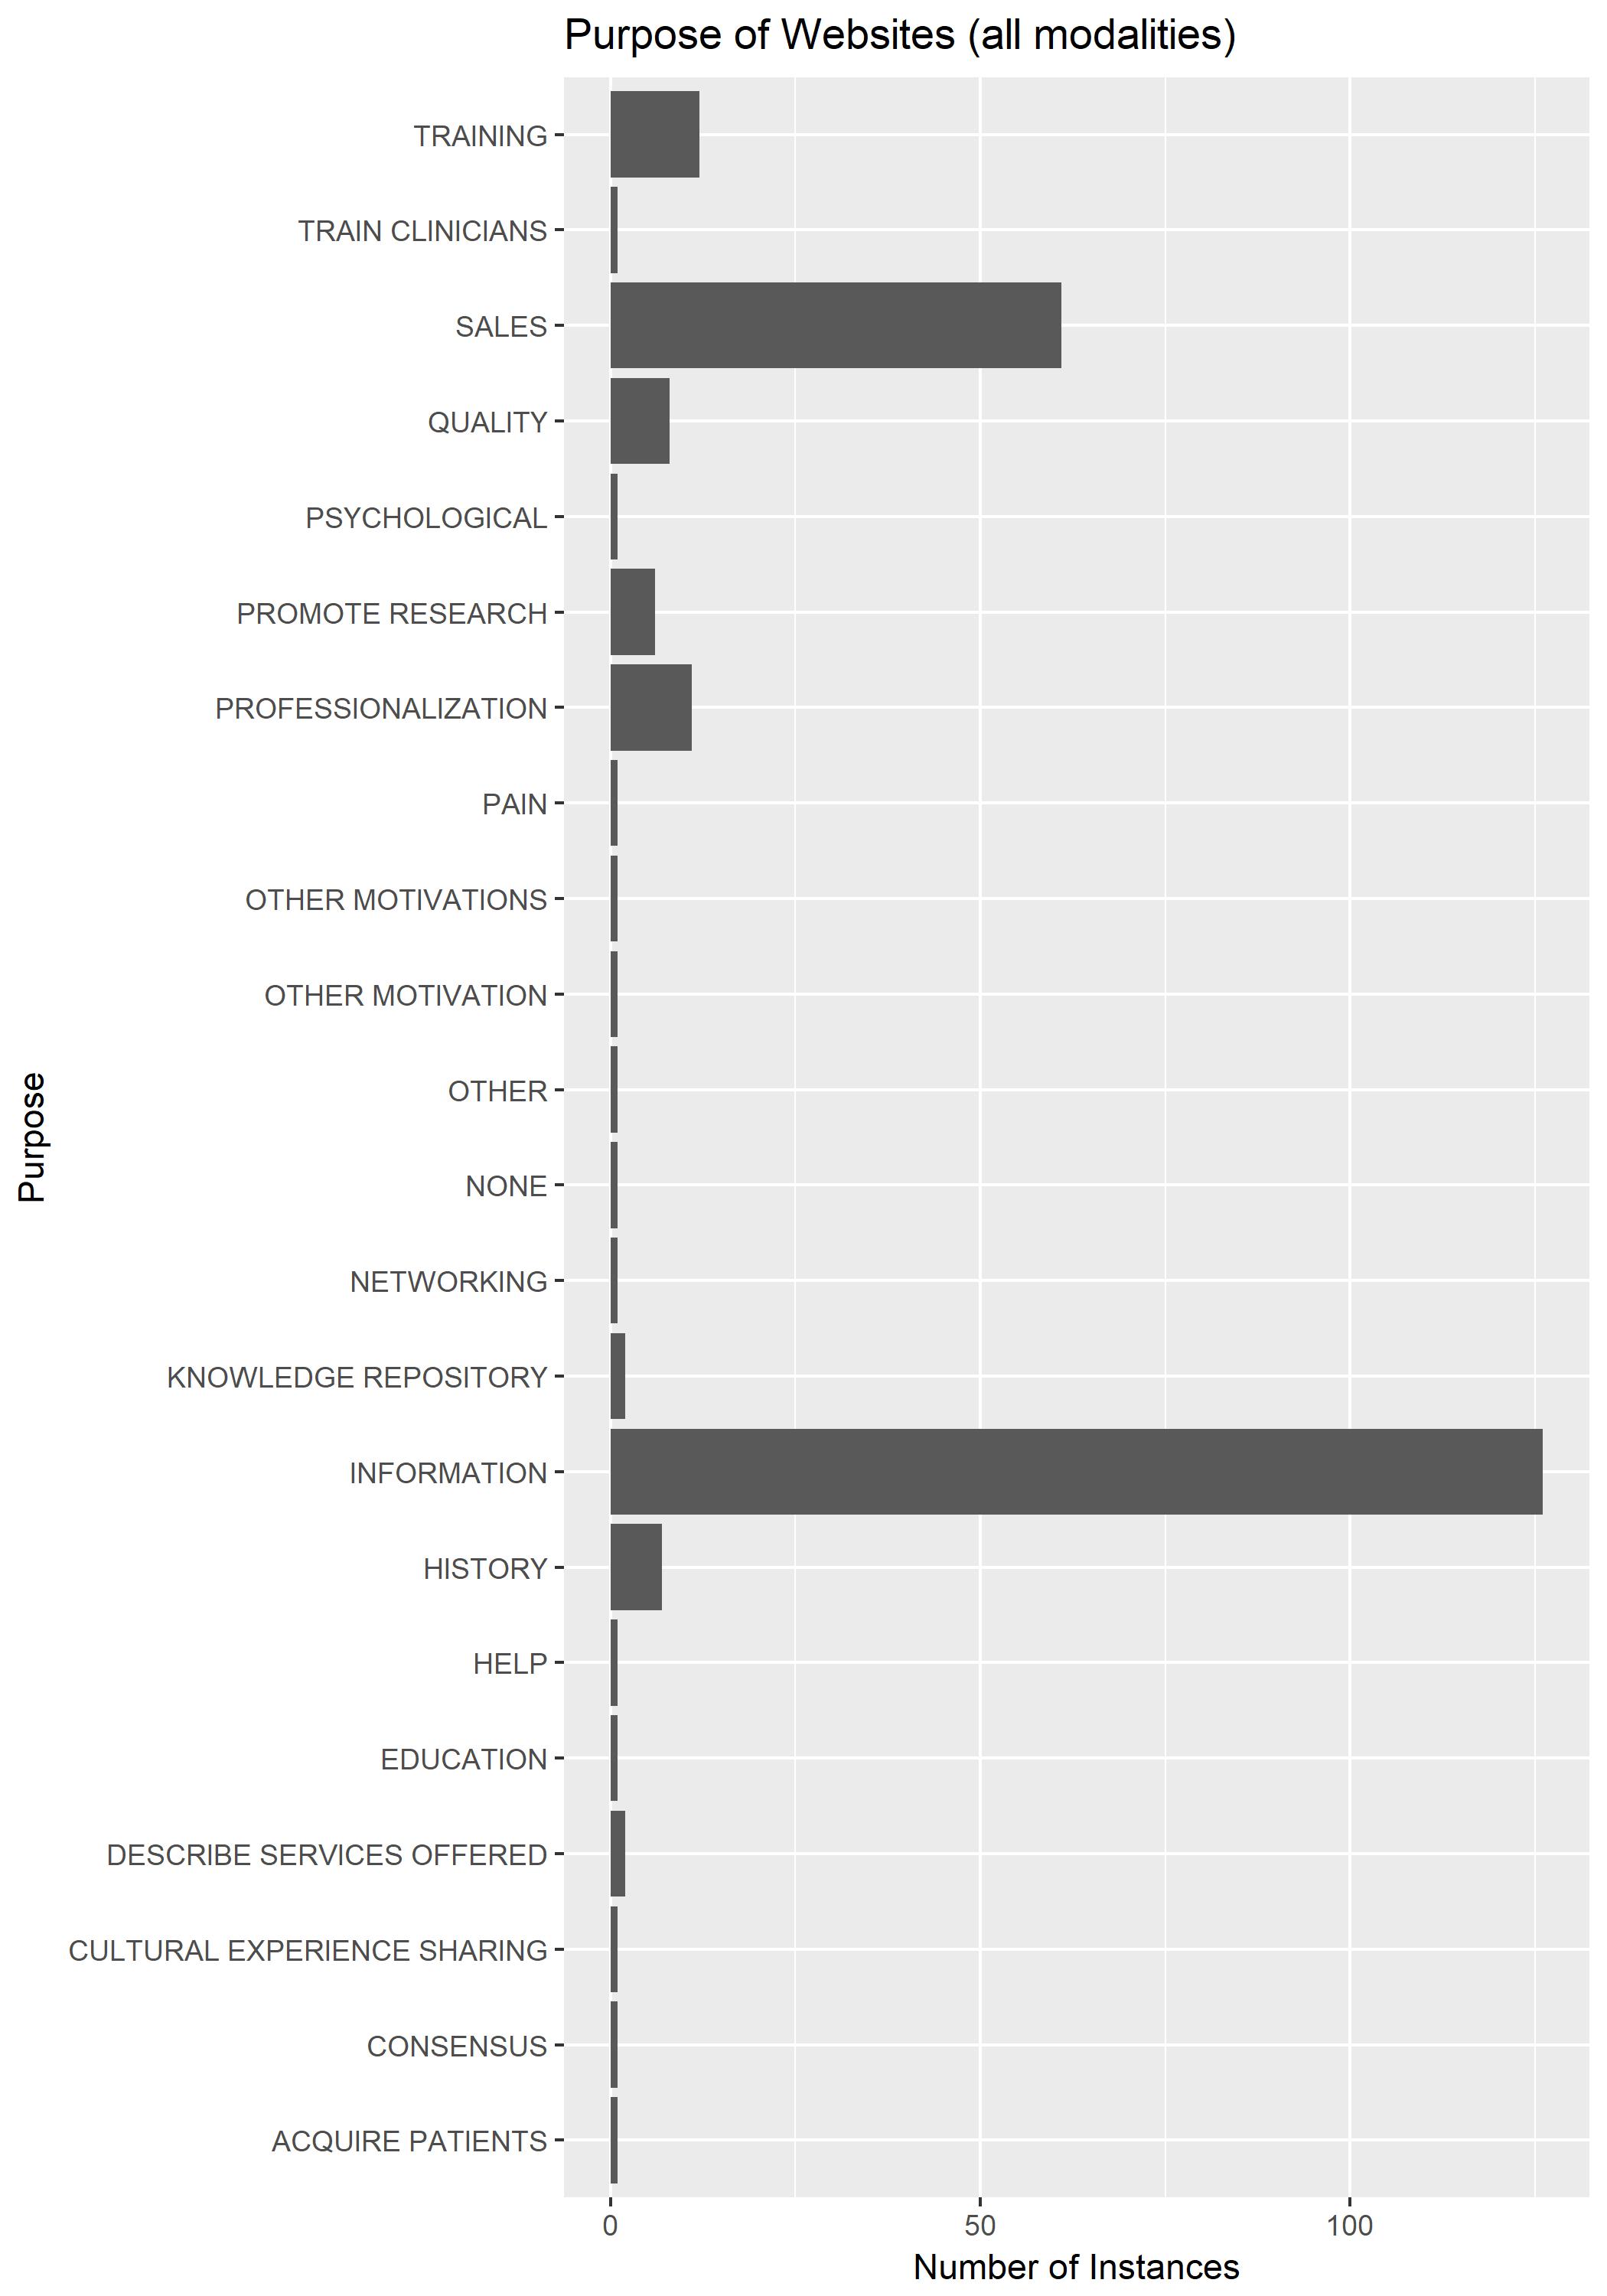 Purpose of Websites (all modalities)
TRAINING
TRAIN CLINICIANS
SALES
QUALITY
PSYCHOLOGICAL
PROMOTE RESEARCH
PROFESSIONALIZATION
PAIN
OTHER MOTIVATIONS
OTHER MOTIVATION
OTHER
NONE
NETWORKING
KNOWLEDGE REPOSITORY
INFORMATION
HISTORY
HELP
EDUCATION
DESCRIBE SERVICES OFFERED
CULTURAL EXPERIENCE SHARING
CONSENSUS
ACQUIRE PATIENTS
Purpose
0 50 100
Number of Instances